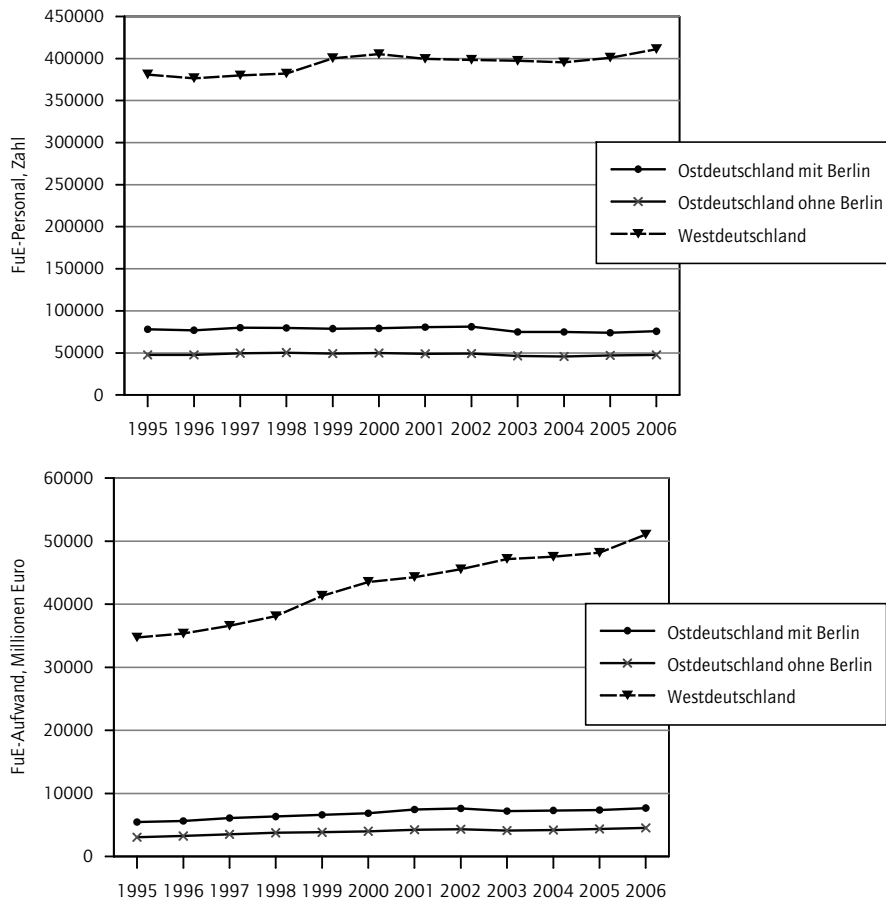 450000
400000
350000
300000
250000
200000
150000
100000
50000
0
FuE-Personal, Zahl
Ostdeutschland mit Berlin
Ostdeutschland ohne Berlin
Westdeutschland
1995 1996 1997 1998 1999 2000 2001 2002 2003 2004 2005 2006
60000
50000
40000
30000
20000
10000
0
FuE-Aufwand, Millionen Euro
Ostdeutschland mit Berlin
Ostdeutschland ohne Berlin
Westdeutschland
1995 1996 1997 1998 1999 2000 2001 2002 2003 2004 2005 2006